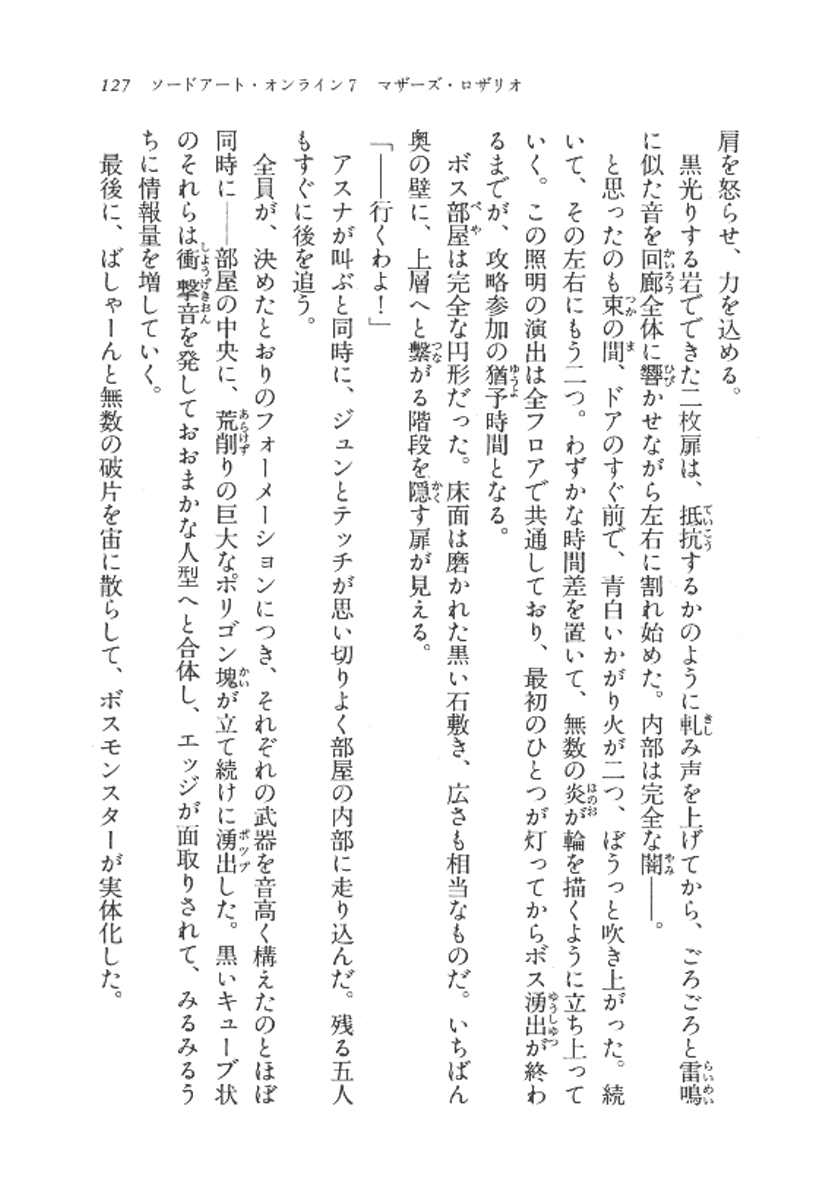 127 ソードアート・オンライン7 マザーズ・ロザリオ
肩を怒らせ、力を込める。
黒光りする岩でできた二枚扉は、抵抗するかのように軋み声を上げてから、ごろごろと雷鳴
に似た音を回廊全体に響かせながら左右に割れ始めた。内部は完全な闇――。
と思ったのも束の間、ドアのすぐ前で、青白いかがり火が二つ、ぼうっと吹き上がった。続
いて、その左右にもう二つ。わずかな時間差を置いて、無数の炎が輪を描くように立ち上って
いく。この照明の演出は全フロアで共通しており、最初のひとつが灯ってからボス湧出が終わ
るまでが、攻略参加の猶予時間となる。
ボス部屋は完全な円形だった。床面は磨かれた黒い石敷き、広さも相当なものだ。いちばん
奥の壁に、上層へと繋がる階段を隠す扉が見える。
「――行くわよ！」
アスナが叫ぶと同時に、ジュンとテッチが思い切りよく部屋の内部に走り込んだ。残る五人
もすぐに後を追う。
全員が、決めたとおりのフォーメーションにつき、それぞれの武器を音高く構えたのとほぼ
同時に――部屋の中央に、荒削りの巨大なポリゴン塊が立て続けに湧出した。黒いキューブ状
のそれらは衝撃音を発しておおまかな人型へと合体し、エッジが面取りされて、みるみるう
ちに情報量を増していく。
最後に、ばしゃーんと無数の破片を宙に散らして、ボスモンスターが実体化した。